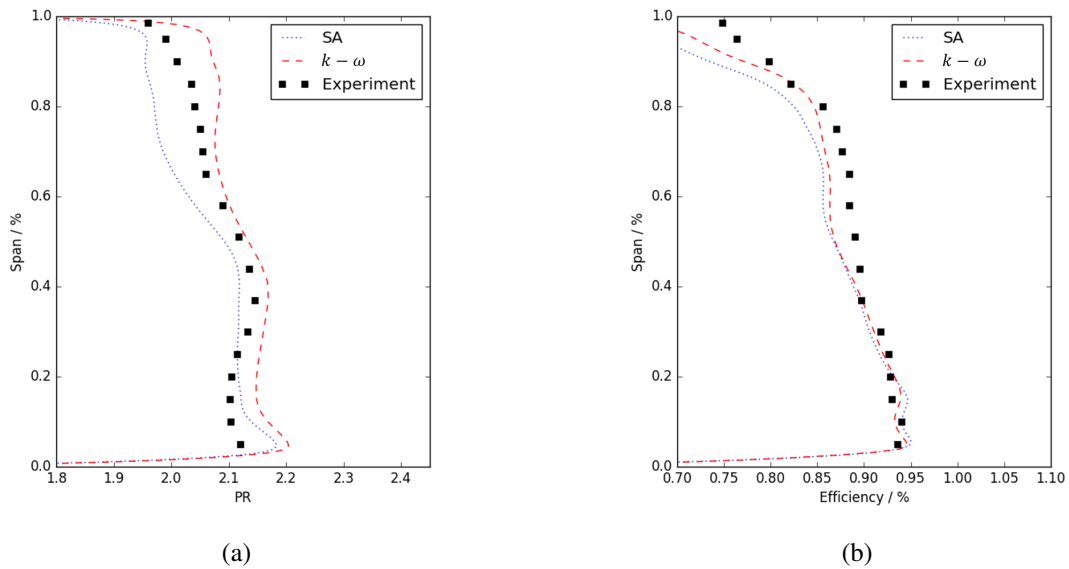 1.0
0.8
0.6
0.4
0.2
0.0
Span / %
1.8 1.9 2.0 2.1 2.2 2.3 2.4
PR
SA
k − ω
Experiment
(a)
1.0
0.8
0.6
0.4
0.2
0.0
Span / %
0.70 0.75 0.80 0.85 0.90 0.95 1.00 1.05 1.10
Efficiency / %
SA
k − ω
Experiment
(b)